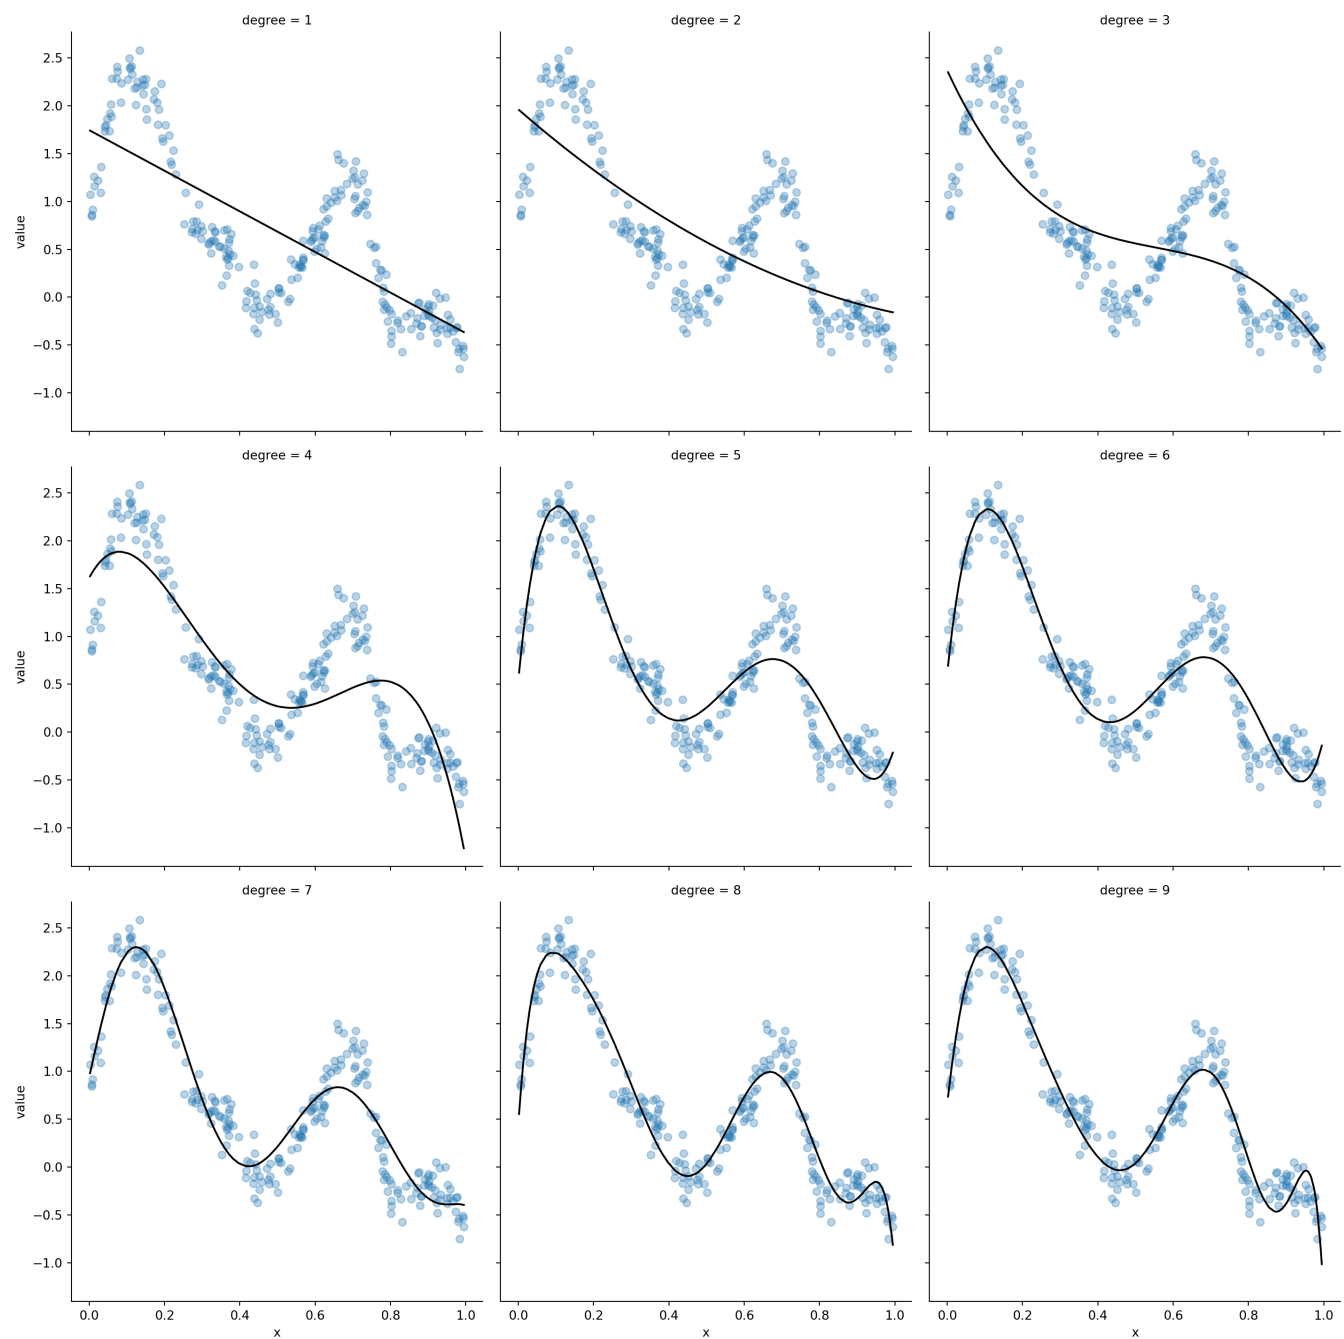 degree = 1
degree = 2
degree = 3
2.5
2.0
1.5
1.0
0.5
0.0
−0.5
−1.0
value
degree = 4
degree = 5
degree = 6
2.5
2.0
1.5
1.0
0.5
0.0
−0.5
−1.0
value
degree = 7
degree = 8
degree = 9
2.5
2.0
1.5
1.0
0.5
0.0
−0.5
−1.0
value
0.0 0.2 0.4 0.6 0.8 1.0
0.0 0.2 0.4 0.6 0.8 1.0
0.0 0.2 0.4 0.6 0.8 1.0
x
x
x